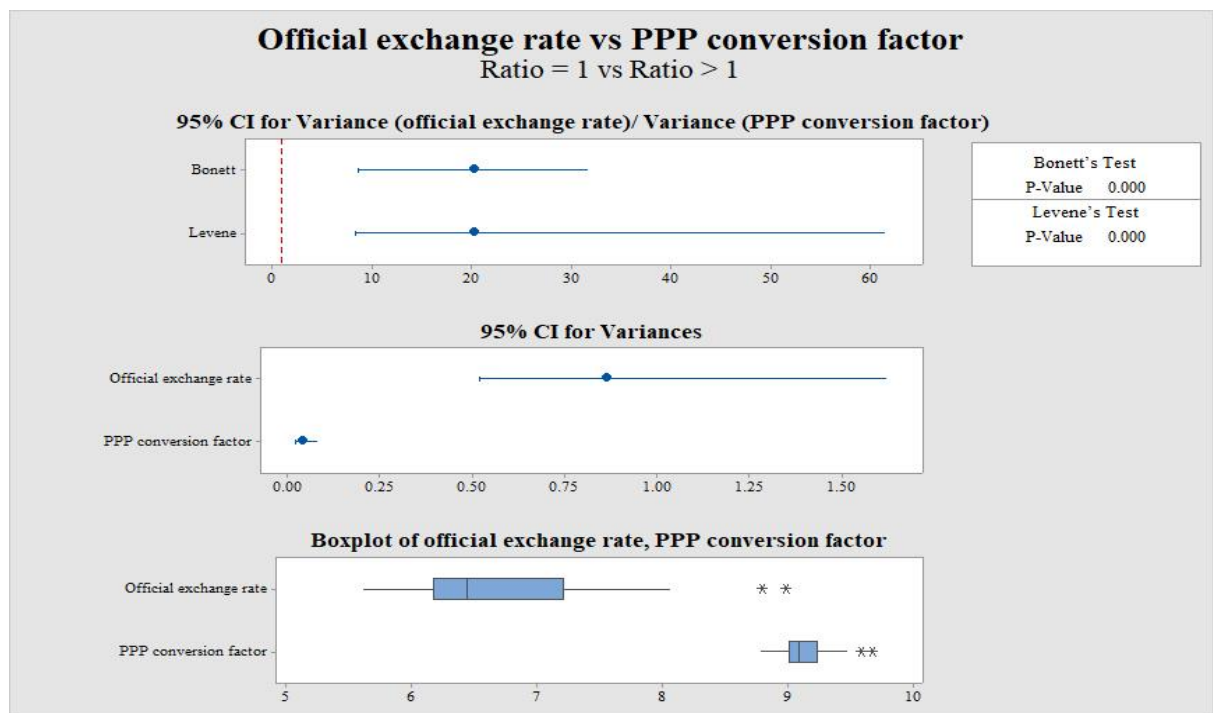 Official exchange rate vs PPP conversion factor
Ratio = 1 vs Ratio > 1
95% CI for Variance (official exchange rate)/ Variance (PPP conversion factor)
Bonett
Levene
0 10 20 30 40 50 60
Bonett's Test
P-Value 0.000
Levene's Test
P-Value 0.000
95% CI for Variances
Official exchange rate
PPP conversion factor
0.00 0.25 0.50 0.75 1.00 1.25 1.50
Boxplot of official exchange rate, PPP conversion factor
Official exchange rate
PPP conversion factor
5 6 7 8 9 10